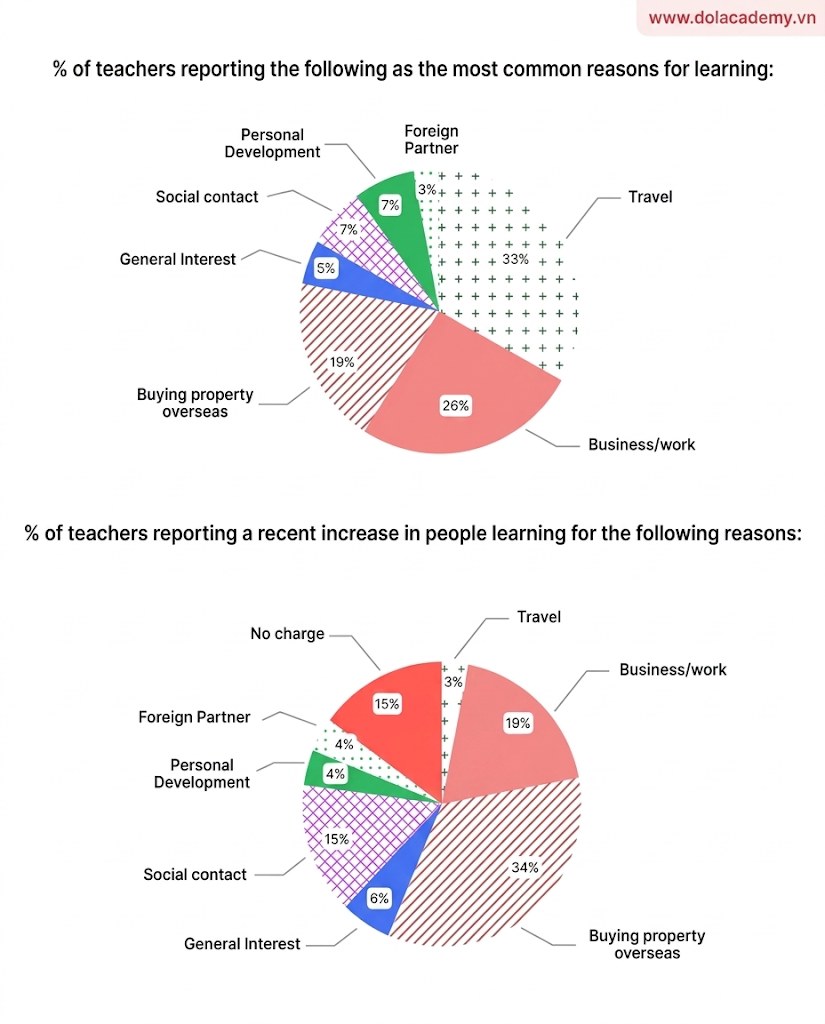 www.dolacademy.vn
% of teachers reporting the following as the most common reasons for learning:
Foreign
Partner
Personal
Development
Social contact
General Interest
Buying property
overseas
Travel
Business/work
3%
7%
7%
5%
19%
33%
26%
% of teachers reporting a recent increase in people learning for the following reasons:
Travel
No charge
Business/work
Foreign Partner
Personal
Development
Social contact
General Interest
Buying property
overseas
3%
15%
19%
4%
4%
15%
34%
6%